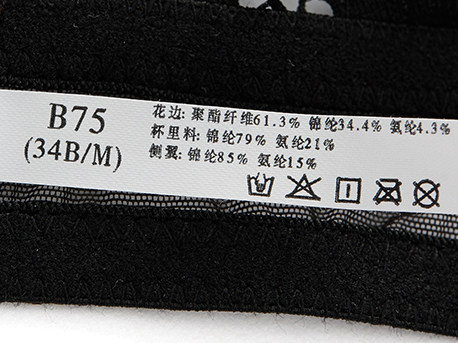 B75
(34B/M)
花边: 聚酯纤维61.3% 锦纶34.4% 氨纶4.3%
杯里料: 锦纶79% 氨纶21%
侧翼: 锦纶85% 氨纶15%